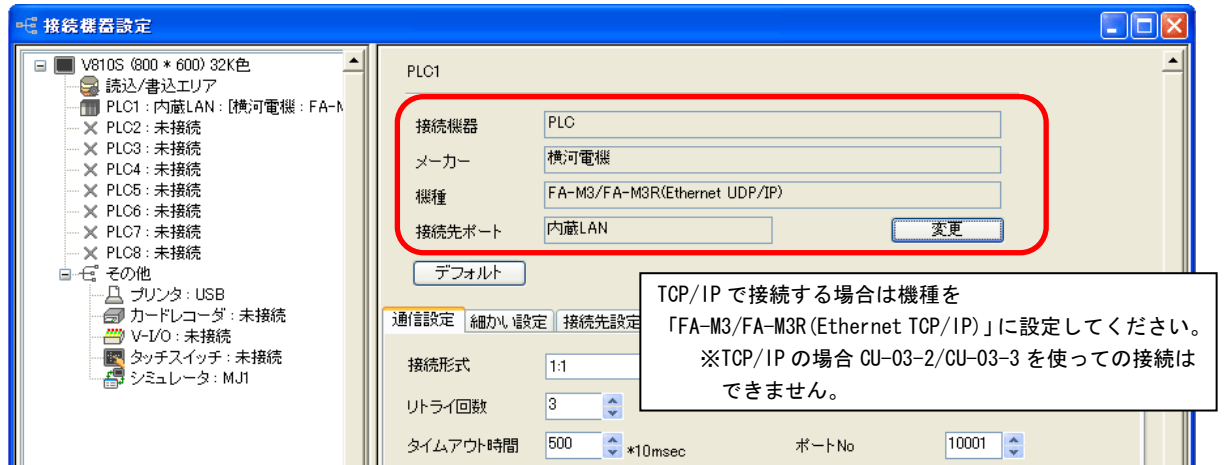 接続機器設定
V810S (800 * 600) 32K色
読込/書込エリア
PLC1 : 内蔵LAN : [横河電機 : FA-M
PLC2 : 未接続
PLC3 : 未接続
PLC4 : 未接続
PLC5 : 未接続
PLC6 : 未接続
PLC7 : 未接続
PLC8 : 未接続
その他
プリンタ : USB
カードレコーダ : 未接続
V-I/O : 未接続
タッチスイッチ : 未接続
シミュレータ : MJ1
PLC1
接続機器 PLC
メーカー 横河電機
機種 FA-M3/FA-M3R(Ethernet UDP/IP)
接続先ポート 内蔵LAN 変更
デフォルト
通信設定 細かい設定 接続先設定
接続形式 1:1
リトライ回数 3
タイムアウト時間 500 *10msec ポートNo 10001
TCP/IP で接続する場合は機種を
「FA-M3/FA-M3R(Ethernet TCP/IP)」に設定してください。
※TCP/IP の場合 CU-03-2/CU-03-3 を使っての接続は
できません。